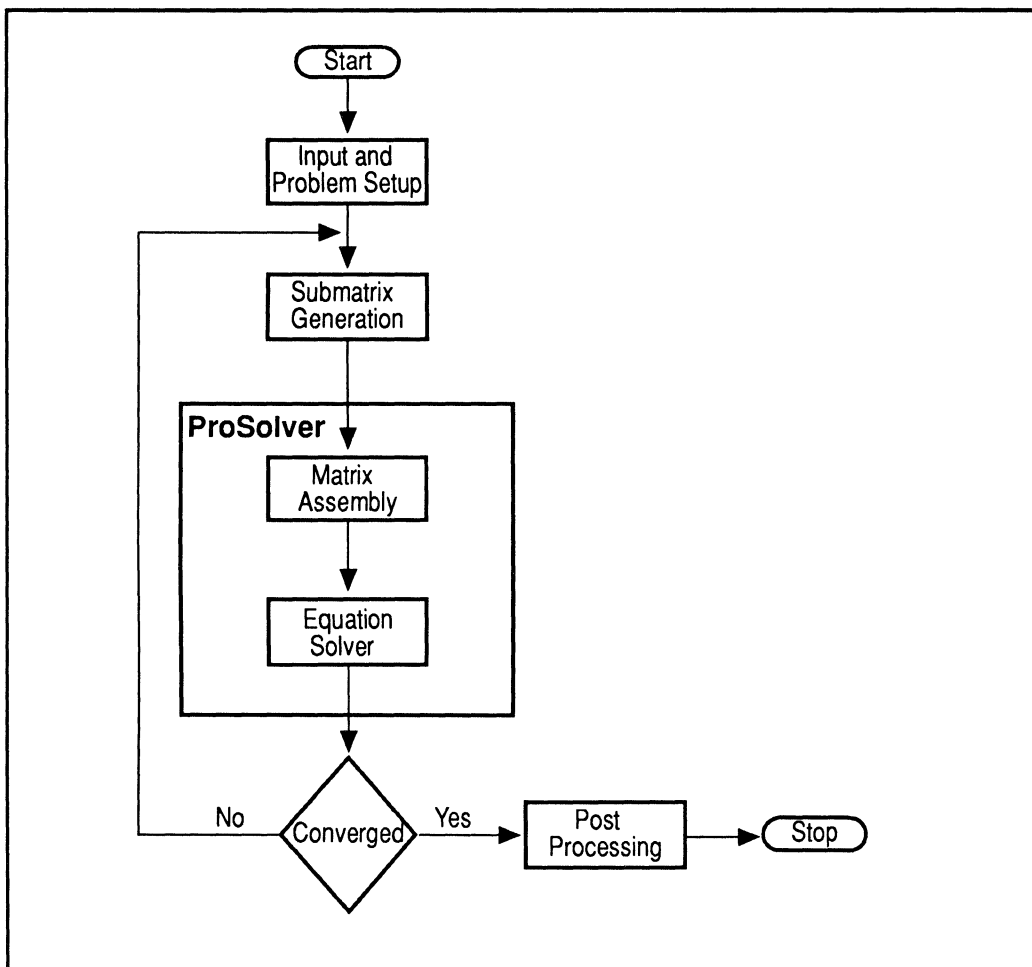 Start
Input and
Problem Setup
Submatrix
Generation
ProSolver
Matrix
Assembly
Equation
Solver
Converged
No
Yes
Post
Processing
Stop